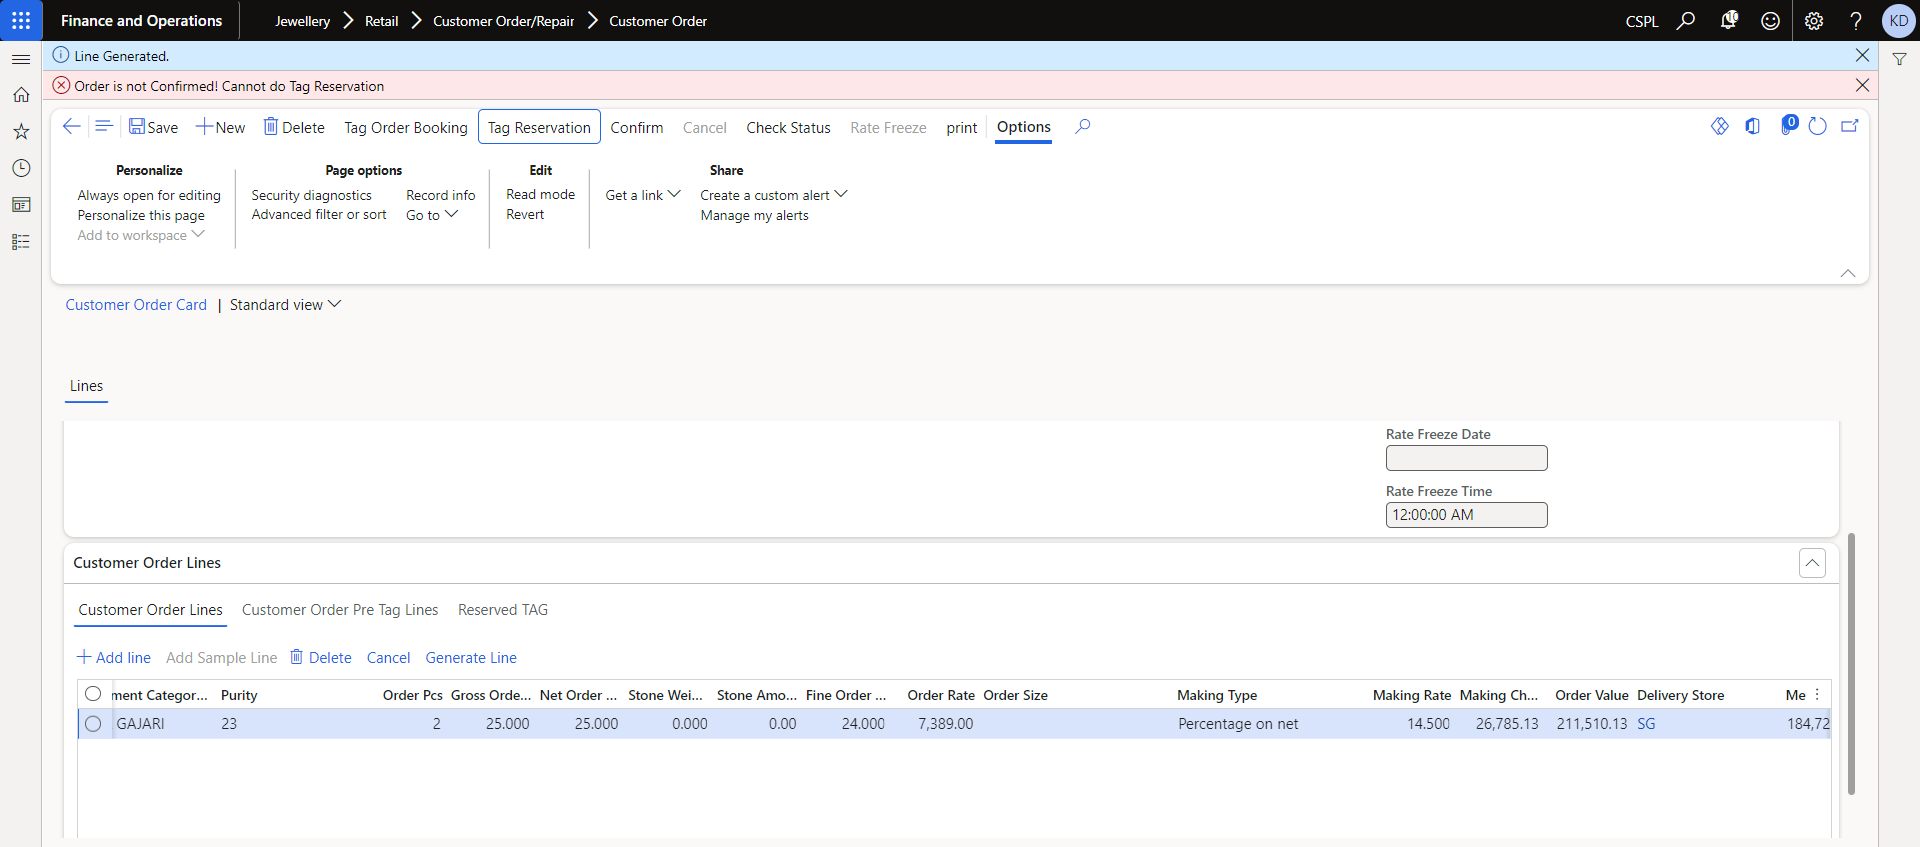 Finance and Operations Jewellery Retail Customer Order/Repair Customer Order CSPL KD
Line Generated.
Order is not Confirmed! Cannot do Tag Reservation
Save New Delete Tag Order Booking Tag Reservation Confirm Cancel Check Status Rate Freeze print Options 0
Personalize
Always open for editing
Personalize this page
Add to workspace
Page options
Security diagnostics
Advanced filter or sort
Record info
Go to
Edit
Read mode
Revert
Share
Get a link
Create a custom alert
Manage my alerts
Customer Order Card | Standard view
Lines
Rate Freeze Date
Rate Freeze Time
12:00:00 AM
Customer Order Lines
Customer Order Lines Customer Order Pre Tag Lines Reserved TAG
Add line Add Sample Line Delete Cancel Generate Line
ment Categor... Purity Order Pcs Gross Orde... Net Order ... Stone Wei... Stone Amo... Fine Order ... Order Rate Order Size Making Type Making Rate Making Ch... Order Value Delivery Store Me
GAJARI 23 2 25.000 25.000 0.000 0.00 24.000 7,389.00 Percentage on net 14.500 26,785.13 211,510.13 SG 184,72